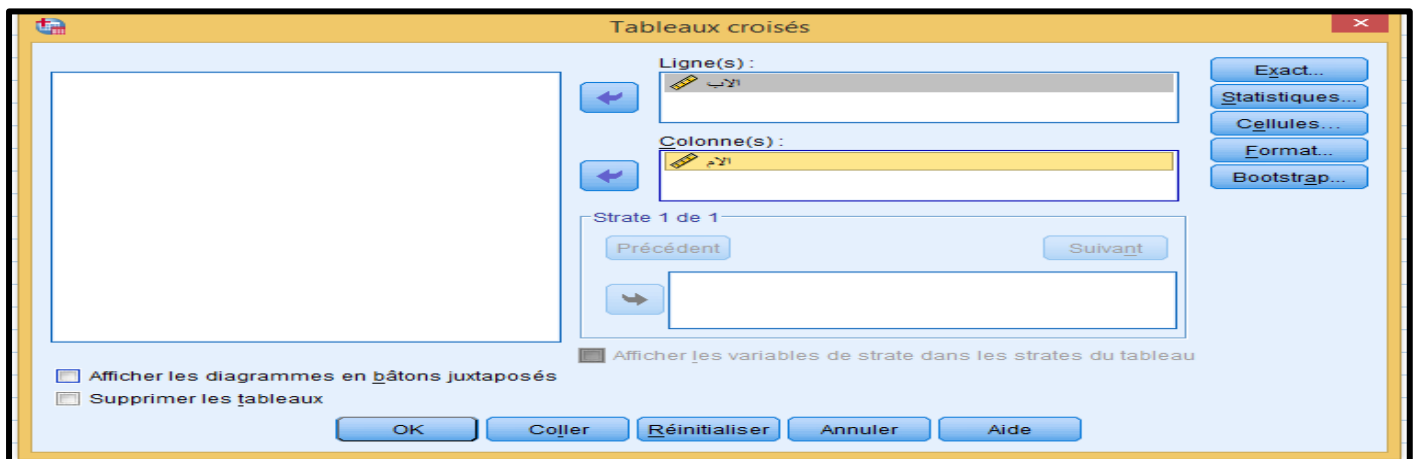 Tableaux croisés
Ligne(s) :
الاب
Colonne(s) :
الام
Strate 1 de 1
Précédent
Suivant
Afficher les variables de strate dans les strates du tableau
Exact...
Statistiques...
Cellules...
Format...
Bootstrap...
Afficher les diagrammes en bâtons juxtaposés
Supprimer les tableaux
OK
Coller
Réinitialiser
Annuler
Aide